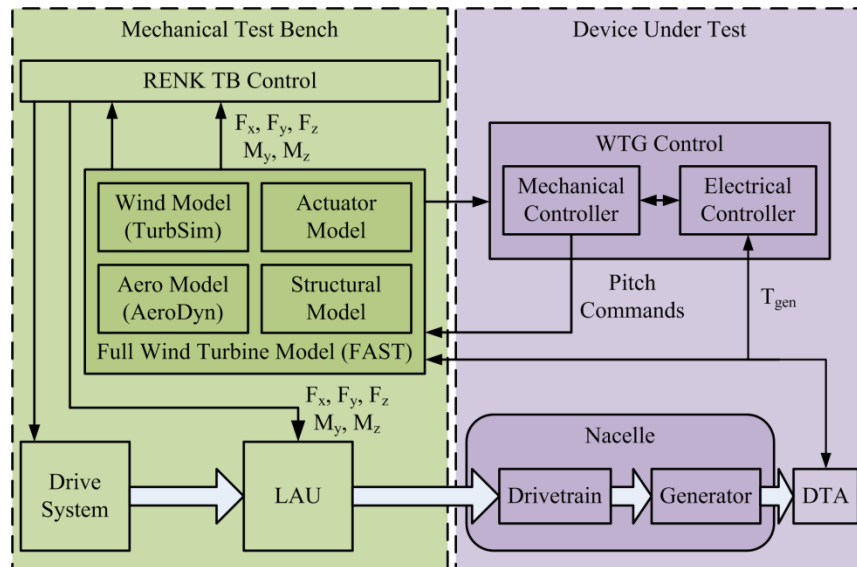 Mechanical Test Bench
RENK TB Control
Fx, Fy, Fz
My, Mz
Wind Model
(TurbSim)
Actuator
Model
Aero Model
(AeroDyn)
Structural
Model
Full Wind Turbine Model (FAST)
Fx, Fy, Fz
My, Mz
Drive
System
LAU
Device Under Test
WTG Control
Mechanical
Controller
Electrical
Controller
Pitch
Commands
Tgen
Nacelle
Drivetrain
Generator
DTA